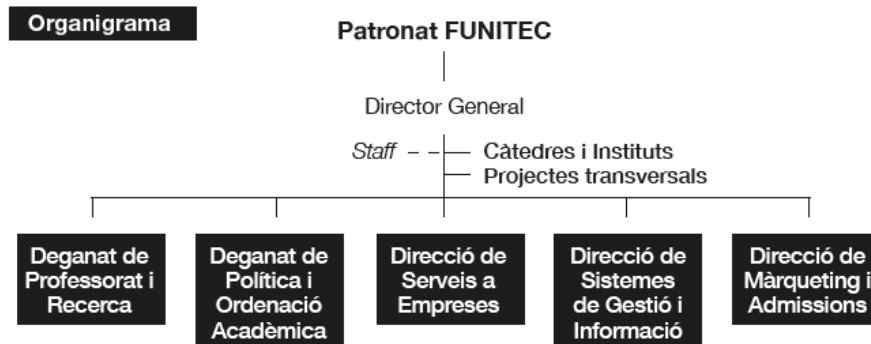 Organigrama
Patronat FUNITEC
Director General
Staff
Càtedres i Instituts
Projectes transversals
Deganat de
Professorat i
Recerca
Deganat de
Política i
Ordenació
Acadèmica
Direcció de
Serveis a
Empreses
Direcció de
Sistemes
de Gestió i
Informació
Direcció de
Màrqueting i
Admissions